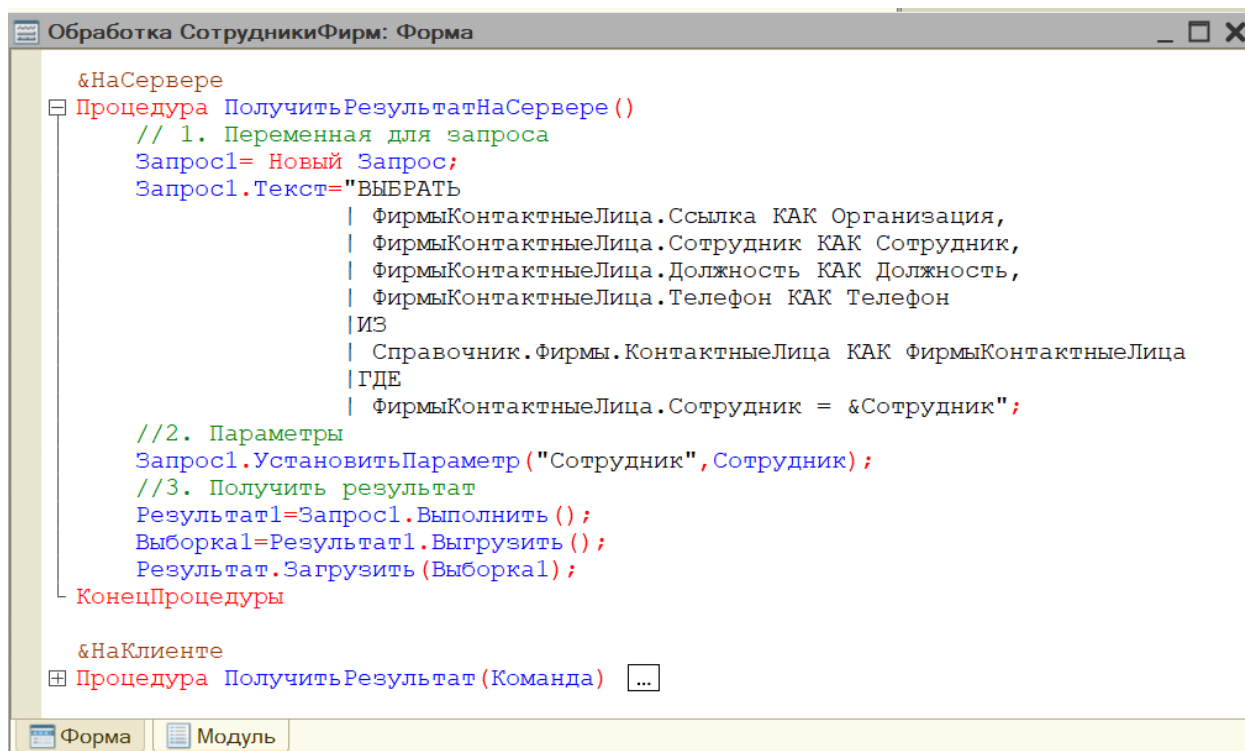 Обработка СотрудникиФирм: Форма
&НаСервере
Процедура ПолучитьРезультатНаСервере()
// 1. Переменная для запроса
Запрос1= Новый Запрос;
Запрос1.Текст="ВЫБРАТЬ
| ФирмыКонтактныеЛица.Ссылка КАК Организация,
| ФирмыКонтактныеЛица.Сотрудник КАК Сотрудник,
| ФирмыКонтактныеЛица.Должность КАК Должность,
| ФирмыКонтактныеЛица.Телефон КАК Телефон
|ИЗ
| Справочник.Фирмы.КонтактныеЛица КАК ФирмыКонтактныеЛица
|ГДЕ
| ФирмыКонтактныеЛица.Сотрудник = &Сотрудник";
//2. Параметры
Запрос1.УстановитьПараметр("Сотрудник",Сотрудник);
//3. Получить результат
Результат1=Запрос1.Выполнить();
Выборка1=Результат1.Выгрузить();
Результат.Загрузить(Выборка1);
КонецПроцедуры
&НаКлиенте
Процедура ПолучитьРезультат(Команда) ...
Форма Модуль